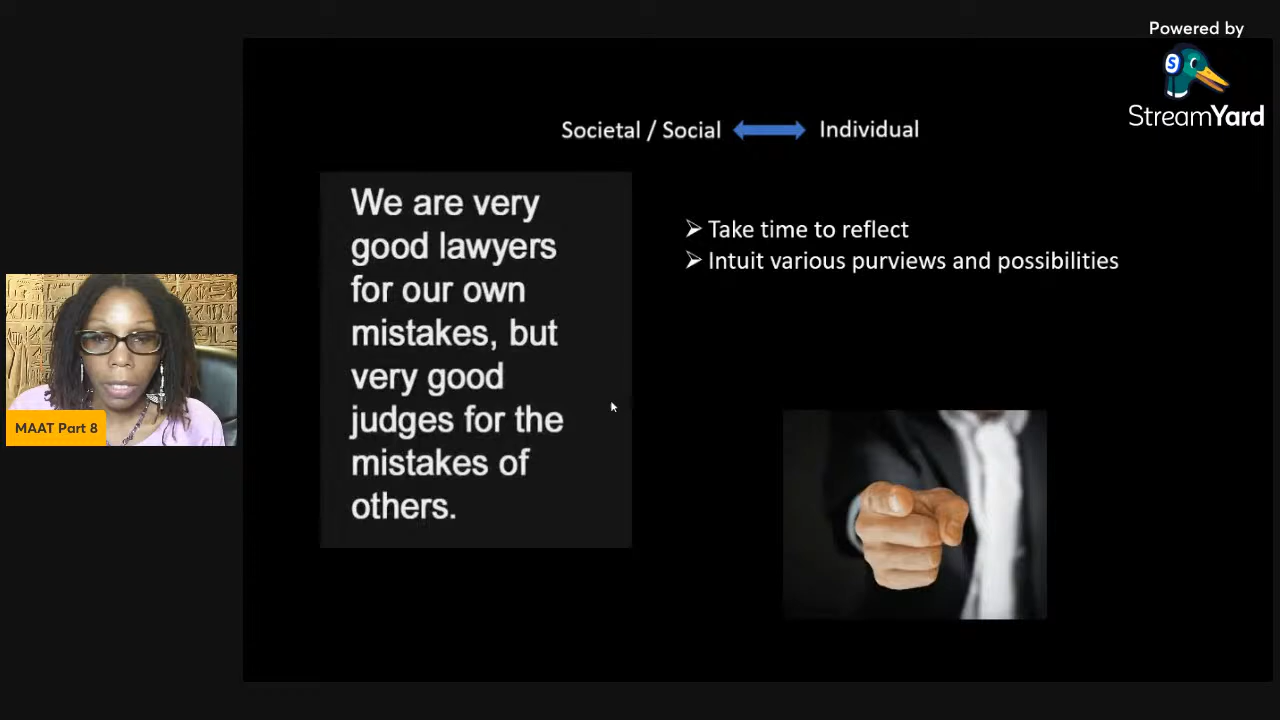 Powered by
StreamYard
Societal / Social
Individual
We are very
good lawyers
for our own
mistakes, but
very good
judges for the
mistakes of
others.
Take time to reflect
Intuit various purviews and possibilities
MAAT Part 8